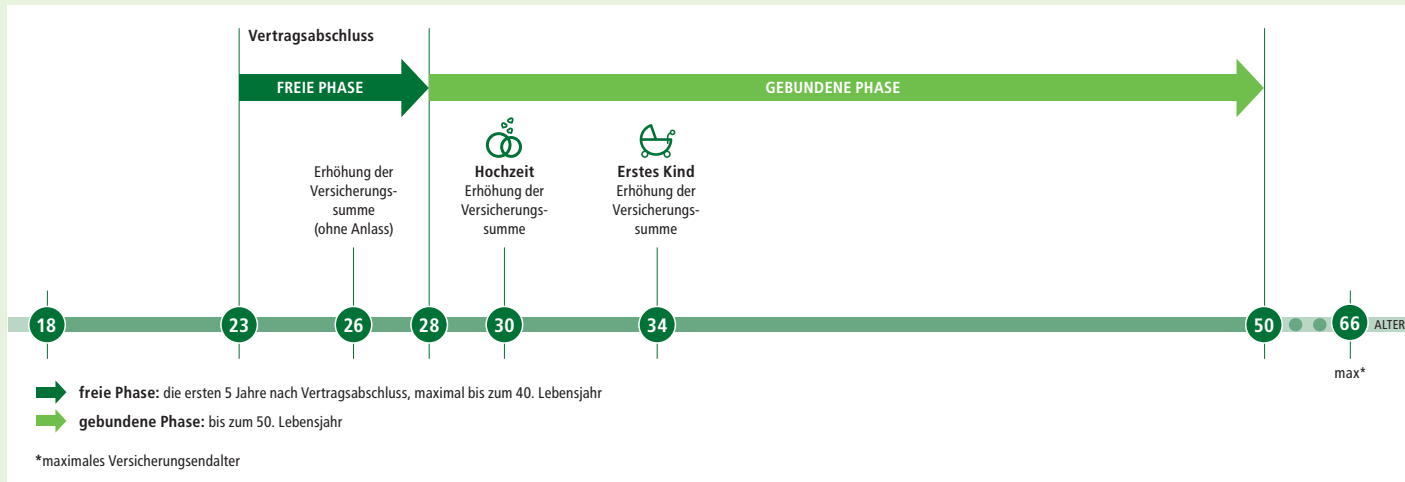 Vertragsabschluss
FREIE PHASE
GEBUNDENE PHASE
Erhöhung der
Versicherungs-
summe
(ohne Anlass)
Hochzeit
Erhöhung der
Versicherungs-
summe
Erstes Kind
Erhöhung der
Versicherungs-
summe
18
23
26
28
30
34
50
66
ALTER
max*
freie Phase: die ersten 5 Jahre nach Vertragsabschluss, maximal bis zum 40. Lebensjahr
gebundene Phase: bis zum 50. Lebensjahr
*maximales Versicherungsendalter